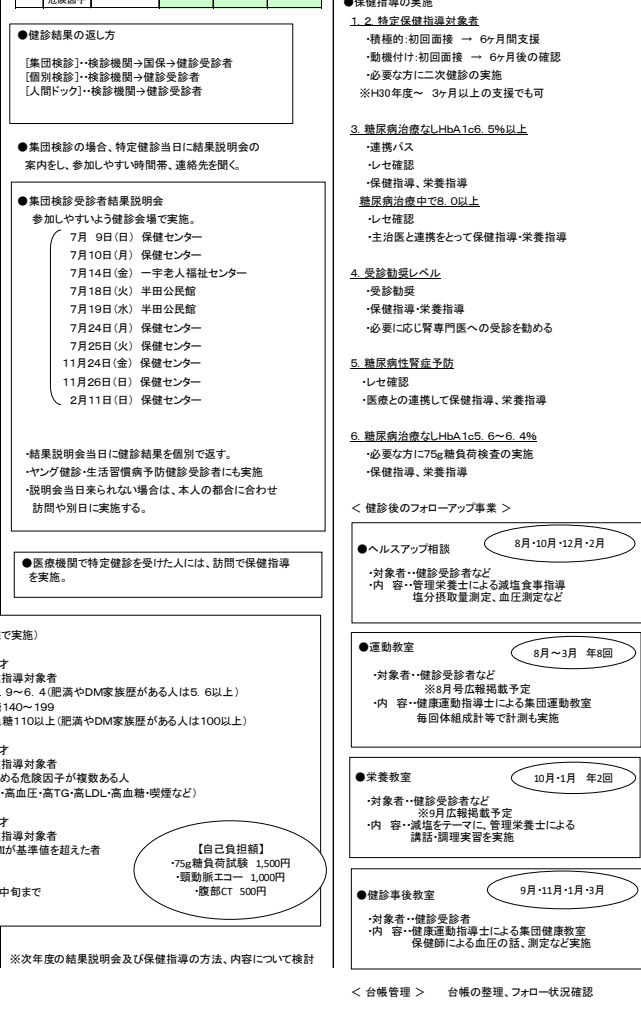 危険因子
●健診結果の返し方
[集団検診]・・検診機関→国保→健診受診者
[個別検診]・・検診機関→健診受診者
[人間ドック]・・検診機関→健診受診者
●集団検診の場合、特定健診当日に結果説明会の
案内をし、参加しやすい時間帯、連絡先を聞く。
●集団検診受診者結果説明会
参加しやすいよう健診会場で実施。
7月 9日(日) 保健センター
7月10日(月) 保健センター
7月14日(金) 一宇老人福祉センター
7月18日(火) 半田公民館
7月19日(水) 半田公民館
7月24日(月) 保健センター
7月25日(火) 保健センター
11月24日(金) 保健センター
11月26日(日) 保健センター
2月11日(日) 保健センター
・結果説明会当日に健診結果を個別で返す。
・ヤング健診・生活習慣病予防健診受診者にも実施
・説明会当日来られない場合は、本人の都合に合わせ
訪問や別日に実施する。
●医療機関で特定健診を受けた人には、訪問で保健指導
を実施。
で実施)
才
指導対象者
. 9~6. 4(肥満やDM家族歴がある人は5. 6以上)
140~199
糖110以上(肥満やDM家族歴がある人は100以上)
才
指導対象者
める危険因子が複数ある人
・高血圧・高TG・高LDL・高血糖・喫煙など)
才
指導対象者
MIが基準値を超えた者
中旬まで
【自己負担額】
・75g糖負荷試験 1,500円
・頸動脈エコー 1,000円
・腹部CT 500円
※次年度の結果説明会及び保健指導の方法、内容について検討
●保健指導の実施
1. 2. 特定保健指導対象者
・積極的:初回面接 → 6ヶ月間支援
・動機付け:初回面接 → 6ヶ月後の確認
・必要な方に二次健診の実施
※H30年度~ 3ヶ月以上の支援でも可
3. 糖尿病治療なしHbA1c6. 5%以上
・連携パス
・レセ確認
・保健指導、栄養指導
糖尿病治療中で8. 0以上
・レセ確認
・主治医と連携をとって保健指導・栄養指導
4. 受診勧奨レベル
・受診勧奨
・保健指導・栄養指導
・必要に応じ腎専門医への受診を勧める
5. 糖尿病性腎症予防
・レセ確認
・医療との連携して保健指導、栄養指導
6. 糖尿病治療なしHbA1c5. 6~6. 4%
・必要な方に75g糖負荷検査の実施
・保健指導、栄養指導
< 健診後のフォローアップ事業 >
●ヘルスアップ相談
8月・10月・12月・2月
・対象者・・健診受診者など
・内 容・・管理栄養士による減塩食事指導
塩分摂取量測定、血圧測定など
●運動教室
8月~3月 年8回
・対象者・・健診受診者など
※8月号広報掲載予定
・内 容・・健康運動指導士による集団運動教室
毎回体組成計等で計測も実施
●栄養教室
10月・1月 年2回
・対象者・・健診受診者など
※9月広報掲載予定
・内 容・・減塩をテーマに、管理栄養士による
講話・調理実習を実施
●健診事後教室
9月・11月・1月・3月
・対象者・・健診受診者
・内 容・・健康運動指導士による集団健康教室
保健師による血圧の話、測定など実施
< 台帳管理 > 台帳の整理、フォロー状況確認